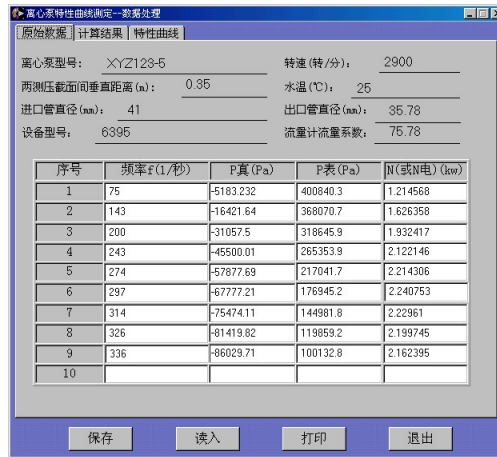 离心泵特性曲线测定--数据处理
原始数据 计算结果 特性曲线
离心泵型号: XYZ123-5 转速(转/分): 2900
两测压截面间垂直距离(m): 0.35 水温(℃): 25
进口管直径(mm): 41 出口管直径(mm): 35.78
设备型号: 6395 流量计流量系数: 75.78
序号 频率f(1/秒) P真(Pa) P表(Pa) N(或N电)(kw)
1 75 -5183.232 400840.3 1.214568
2 143 -16421.64 368070.7 1.626358
3 200 -31057.5 318645.9 1.932417
4 243 -45500.01 265353.9 2.122146
5 274 -57877.69 217041.7 2.214306
6 297 -67777.21 176945.2 2.240753
7 314 -75474.11 144981.8 2.22961
8 326 -81419.82 119859.2 2.199745
9 336 -86029.71 100132.8 2.162395
10
保存 读入 打印 退出